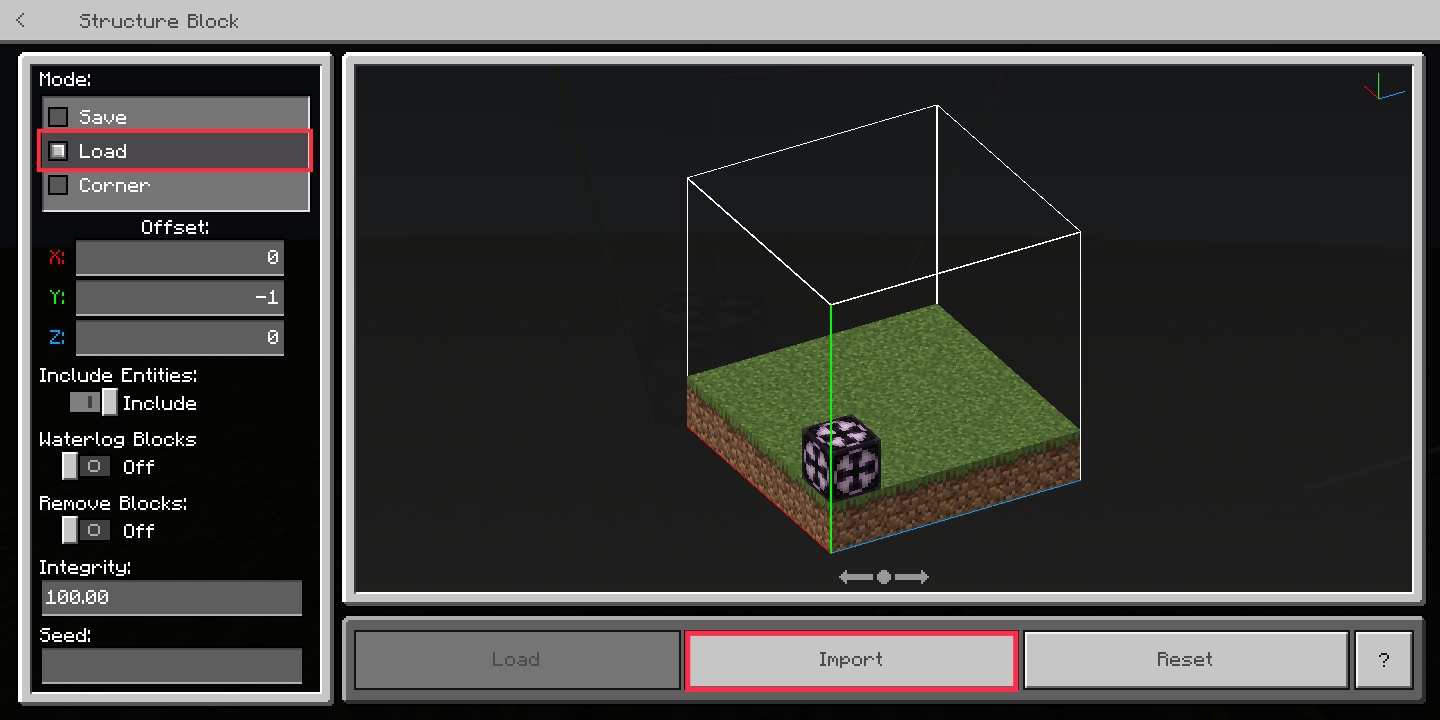 Structure Block
Mode:
Save
Load
Corner
Offset:
X: 0
Y: -1
Z: 0
Include Entities:
Include
Waterlog Blocks
Off
Remove Blocks:
Off
Integrity:
100.00
Seed:
Load Import Reset ?